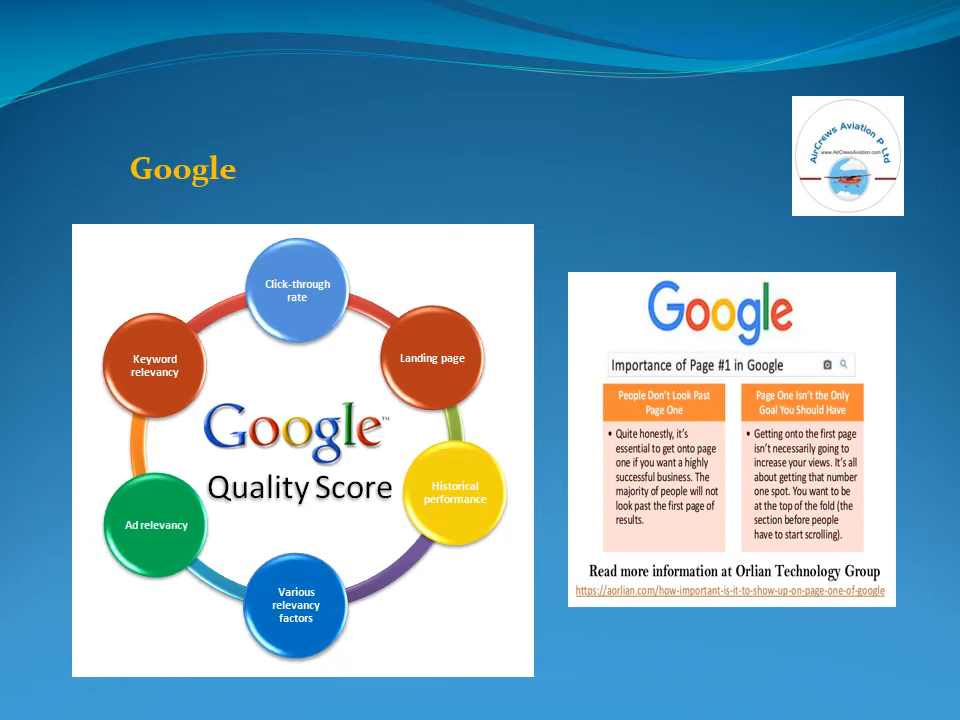 AirCrews Aviation P Ltd
www.AirCrewsAviation.com
Google
Click-through
rate
Keyword
relevancy
Landing page
Google™
Quality Score
Historical
performance
Ad relevancy
Various
relevancy
factors
Google
Importance of Page #1 in Google
People Don't Look Past
Page One
• Quite honestly, it's
essential to get onto page
one if you want a highly
successful business. The
majority of people will not
look past the first page of
results.
Page One Isn't the Only
Goal You Should Have
• Getting onto the first page
isn't necessarily going to
increase your views. It's all
about getting that number
one spot. You want to be
at the top of the fold (the
section before people
have to start scrolling).
Read more information at Orlian Technology Group
https://aorlian.com/how-important-is-it-to-show-up-on-page-one-of-google